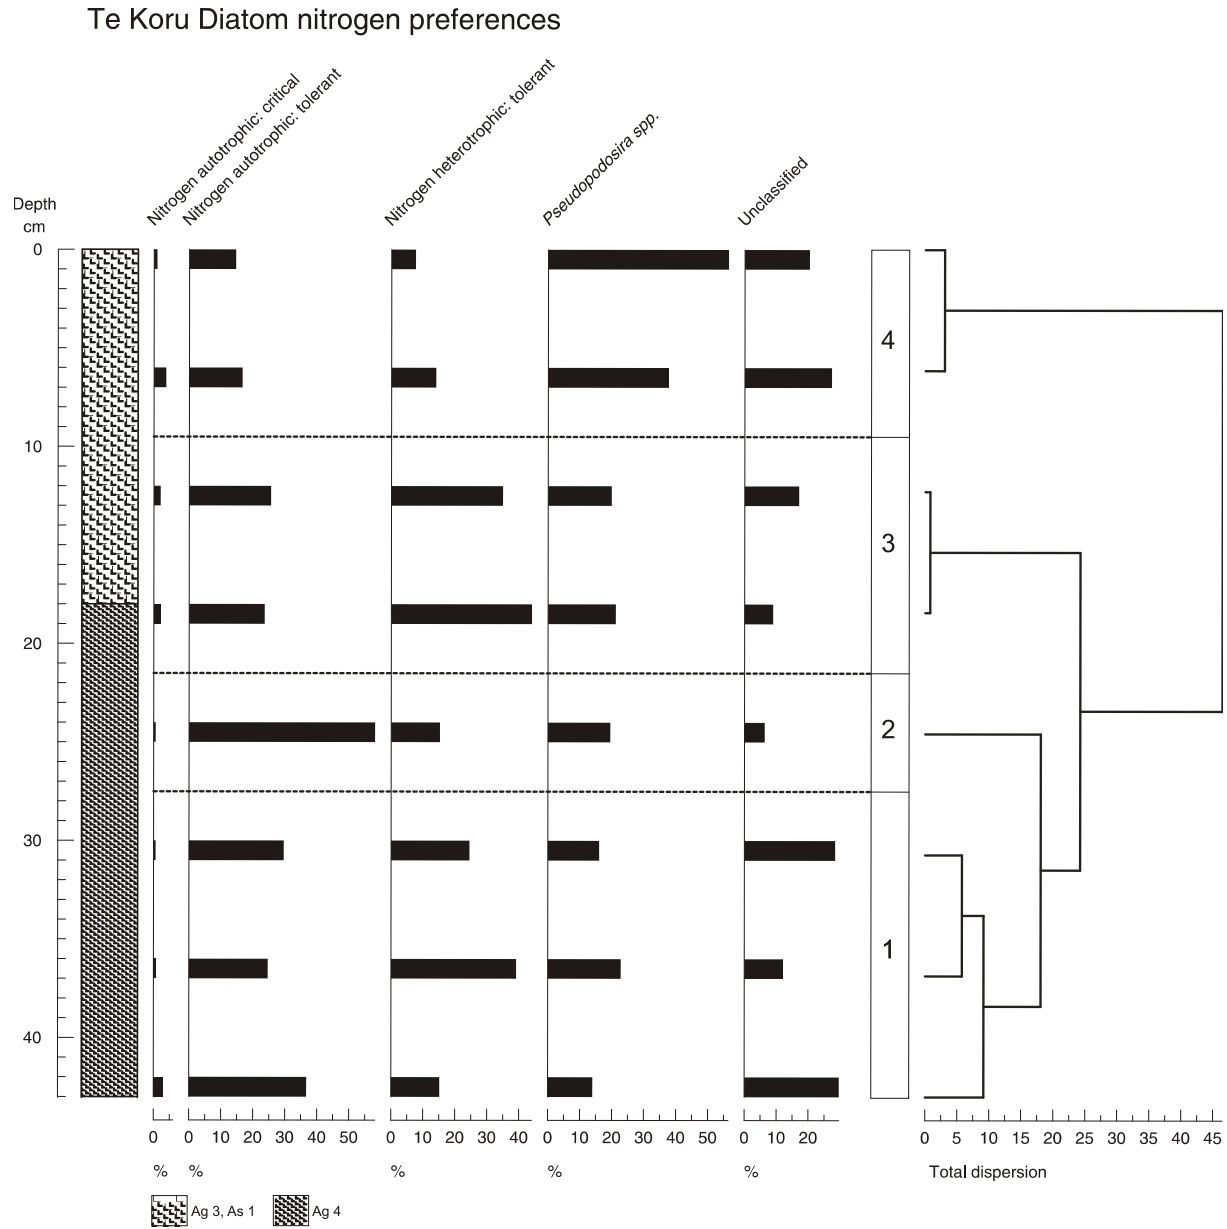 Te Koru Diatom nitrogen preferences
Nitrogen autotrophic: critical
Nitrogen autotrophic: tolerant
Nitrogen heterotrophic: tolerant
Pseudopodosira spp.
Unclassified
Depth
cm
0
10
20
30
40
4
3
2
1
0 0 10 20 30 40 50 0 10 20 30 40 0 10 20 30 40 50 0 10 20 0 5 10 15 20 25 30 35 40 45
% % % % % Total dispersion
Ag 3, As 1 Ag 4